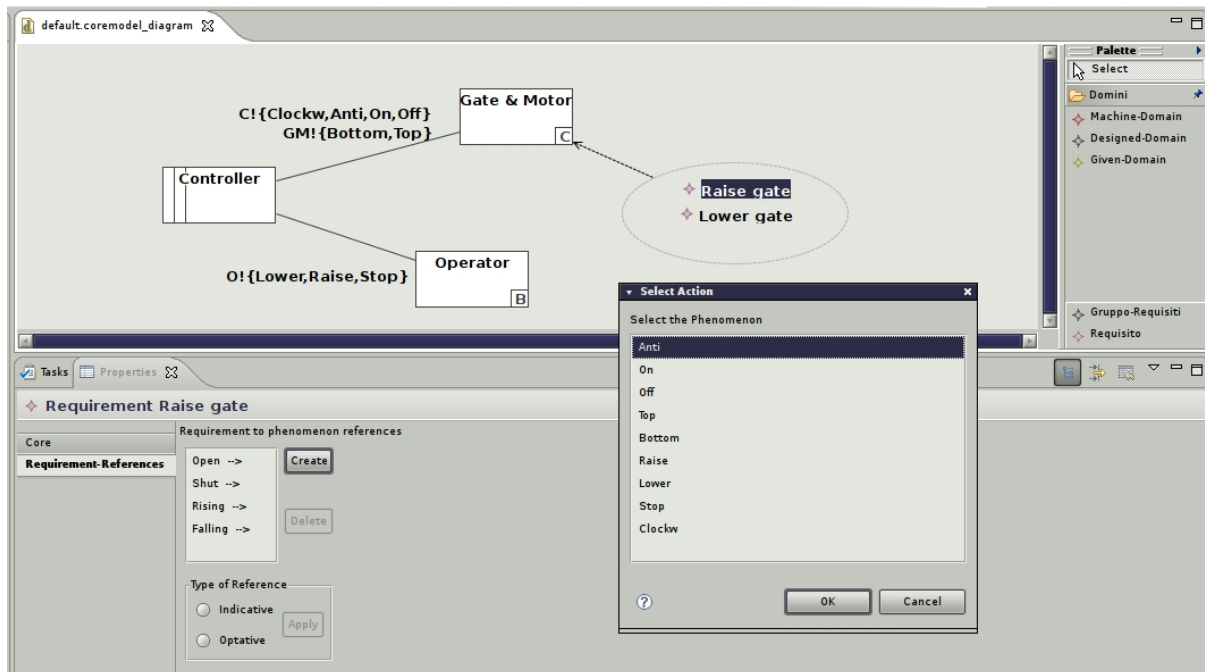 default.coremodel_diagram
Palette
Select
Domini
Machine-Domain
Designed-Domain
Given-Domain
Gruppo-Requisiti
Requisito
C!{Clockw,Anti,On,Off}
GM!{Bottom,Top}
Gate & Motor
C
Controller
Raise gate
Lower gate
O!{Lower,Raise,Stop}
Operator
B
Select Action
Select the Phenomenon
Anti
On
Off
Top
Bottom
Raise
Lower
Stop
Clockw
?
OK
Cancel
Tasks
Properties
Requirement Raise gate
Core
Requirement-References
Requirement to phenomenon references
Open -->
Shut -->
Rising -->
Falling -->
Create
Delete
Type of Reference
Indicative
Optative
Apply